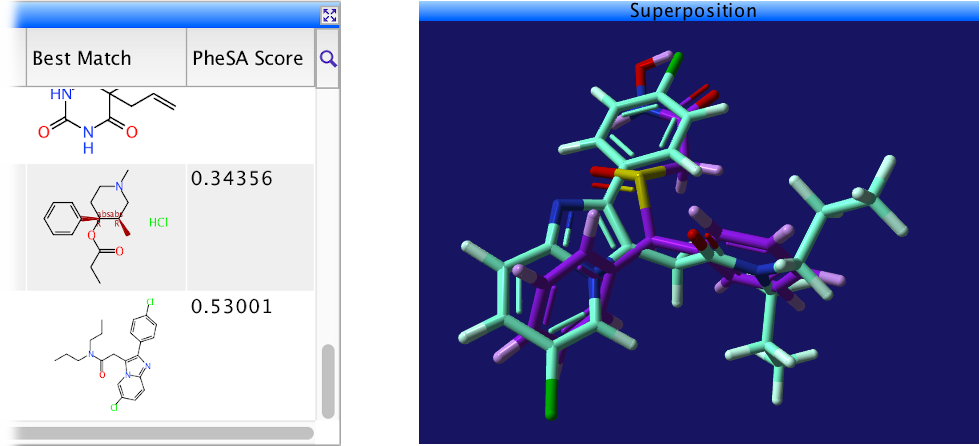 Best Match
PheSA Score
Superposition
HN
O
N
H
O
0.34356
N
abs abs
R
R
O
O
HCl
0.53001
Cl
N
O
N
N
Cl